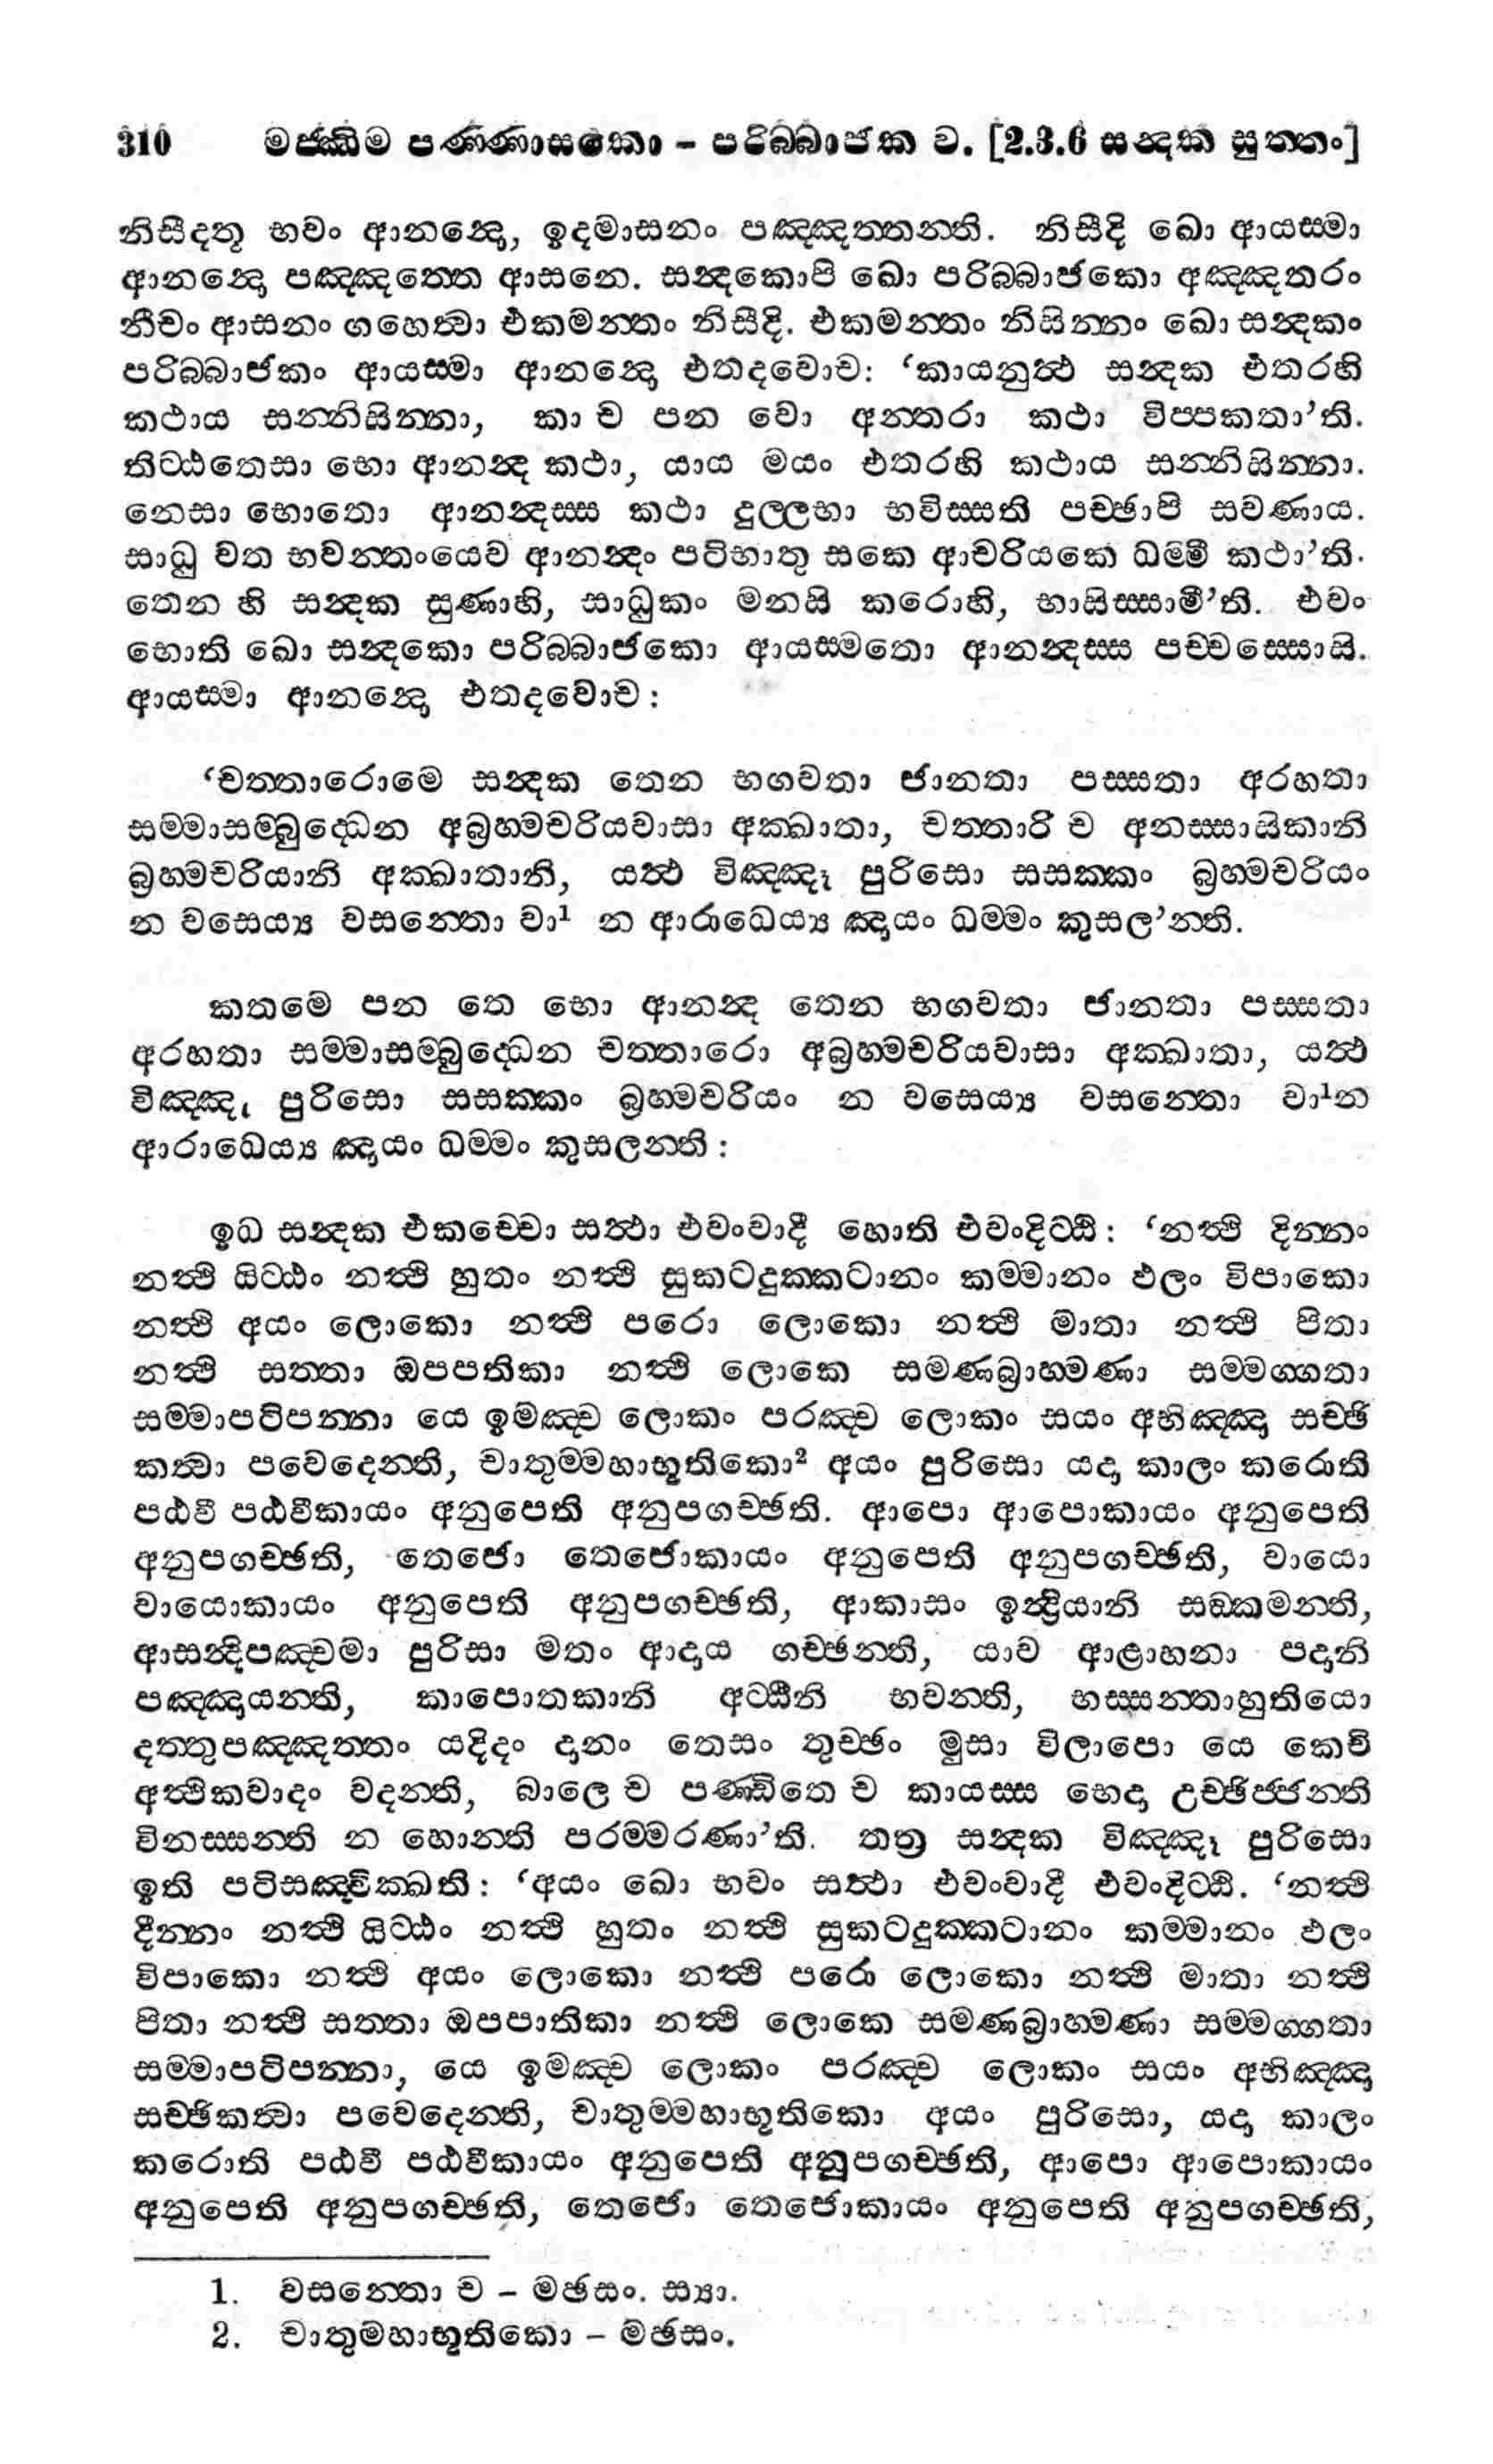 310 මජ්ඣිම පණ්ණාසකො – පරිබ්බාජක ව. [2.3.6 සන්දක සුත්තං]
නිසීදතූ භවං ආනන්දො, ඉදමාසනං පඤ්ඤත්තන්ති. නිසීදි ඛො ආයස්මා
ආනන්දො පඤ්ඤත්තෙ ආසනෙ. සන්දකොපි ඛො පරිබ්බාජකො අඤ්ඤතරං
නීචං ආසනං ගහෙත්වා එකමන්තං නිසීදි. එකමන්තං නිසින්නං ඛො සන්දකං
පරිබ්බාජකං ආයස්මා ආනන්දො එතදවොච: ‘කායනුත්ථ සන්දක එතරහි
කථාය සන්නිසින්නා, කා ච පන වො අන්තරා කථා විප්පකතා’ති.
තිට්ඨතෙසා භො ආනන්ද කථා, යාය මයං එතරහි කථාය සන්නිසින්නා.
නෙසා භොතො ආනන්දස්ස කථා දුල්ලභා භවිස්සති පච්ඡාපි සවණාය.
සාධු වත භවන්තංයෙව ආනන්දං පටිභාතු සකෙ ආචරියකෙ ධම්මී කථා’ති.
තෙන හි සන්දක සුණාහි, සාධුකං මනසි කරොහි, භාසිස්සාමී’ති. එවං
භොති ඛො සන්දකො පරිබ්බාජකො ආයස්මතො ආනන්දස්ස පච්චස්සොසි.
ආයස්මා ආනන්දො එතදවොච:
‘චත්තාරොමෙ සන්දක තෙන භගවතා ජානතා පස්සතා අරහතා
සම්මාසම්බුද්ධෙන අබ්‍රහ්මචරියවාසා අක්ඛාතා, චත්තාරි ච අනස්සාසිකානි
බ්‍රහ්මචරියානි අක්ඛාතානි, යත්ථ විඤ්ඤූ පුරිසො සසක්කං බ්‍රහ්මචරියං
න වසෙය්‍ය වසන්තො වා¹ න ආරාධෙය්‍ය ඤායං ධම්මං කුසල’න්ති.
කතමෙ පන තෙ භො ආනන්ද තෙන භගවතා ජානතා පස්සතා
අරහතා සම්මාසම්බුද්ධෙන චත්තාරො අබ්‍රහ්මචරියවාසා අක්ඛාතා, යත්ථ
විඤ්ඤු පුරිසො සසක්කං බ්‍රහ්මචරියං න වසෙය්‍ය වසන්තො වා¹න
ආරාධෙය්‍ය ඤායං ධම්මං කුසලන්ති:
ඉධ සන්දක එකච්චො සත්ථා එවංවාදී හොති එවංදිට්ඨි: ‘නත්ථි දින්නං
නත්ථි යිට්ඨං නත්ථි හුතං නත්ථි සුකටදුක්කටානං කම්මානං ඵලං විපාකො
නත්ථි අයං ලොකො නත්ථි පරො ලොකො නත්ථි මාතා නත්ථි පිතා
නත්ථි සත්තා ඔපපතිකා නත්ථි ලොකෙ සමණබ්‍රාහ්මණා සම්මග්ගතා
සම්මාපටිපන්නා යෙ ඉමඤ්ච ලොකං පරඤ්ච ලොකං සයං අභිඤ්ඤා සච්ඡි
කත්වා පවෙදෙන්ති, චාතුම්මහාභූතිකො² අයං පුරිසො යදා කාලං කරොති
පඨවී පඨවීකායං අනුපෙති අනුපගච්ඡති. ආපො ආපොකායං අනුපෙති
අනුපගච්ඡති, තෙජො තෙජොකායං අනුපෙති අනුපගච්ඡති, වායො
වායොකායං අනුපෙති අනුපගච්ඡති, ආකාසං ඉන්ද්‍රියානි සඞ්කමන්ති,
ආසන්දිපඤ්චමා පුරිසා මතං ආදාය ගච්ඡන්ති, යාව ආළාහනා පදානි
පඤ්ඤායන්ති, කාපොතකානි අට්ඨීනි භවන්ති, භස්සන්තාහුතියො
දත්තුපඤ්ඤත්තං යදිදං දානං තෙසං තුච්ඡං මුසා විලාපො යෙ කෙචි
අත්ථිකවාදං වදන්ති, බාලෙ ච පණ්ඩිතෙ ච කායස්ස භෙදා උච්ඡිජ්ජන්ති
විනස්සන්ති න හොන්ති පරම්මරණා’ති. තත්‍ර සන්දක විඤ්ඤූ පුරිසො
ඉති පටිසඤ්චික්ඛති: ‘අයං ඛො භවං සත්ථා එවංවාදී එවංදිට්ඨි. ‘නත්ථි
දින්නං නත්ථි යිට්ඨං නත්ථි හුතං නත්ථි සුකටදුක්කටානං කම්මානං ඵලං
විපාකො නත්ථි අයං ලොකො නත්ථි පරො ලොකො නත්ථි මාතා නත්ථි
පිතා නත්ථි සත්තා ඔපපාතිකා නත්ථි ලොකෙ සමණබ්‍රාහ්මණා සම්මග්ගතා
සම්මාපටිපන්නා, යෙ ඉමඤ්ච ලොකං පරඤ්ච ලොකං සයං අභිඤ්ඤා
සච්ඡිකත්වා පවෙදෙන්ති, චාතුම්මහාභූතිකො අයං පුරිසො, යදා කාලං
කරොති පඨවී පඨවීකායං අනුපෙති අනුපගච්ඡති, ආපො ආපොකායං
අනුපෙති අනුපගච්ඡති, තෙජො තෙජොකායං අනුපෙති අනුපගච්ඡති,
1. වසන්තො ච – මඡසං. ස්‍යා.
2. චාතුමහාභූතිකො – මඡසං.